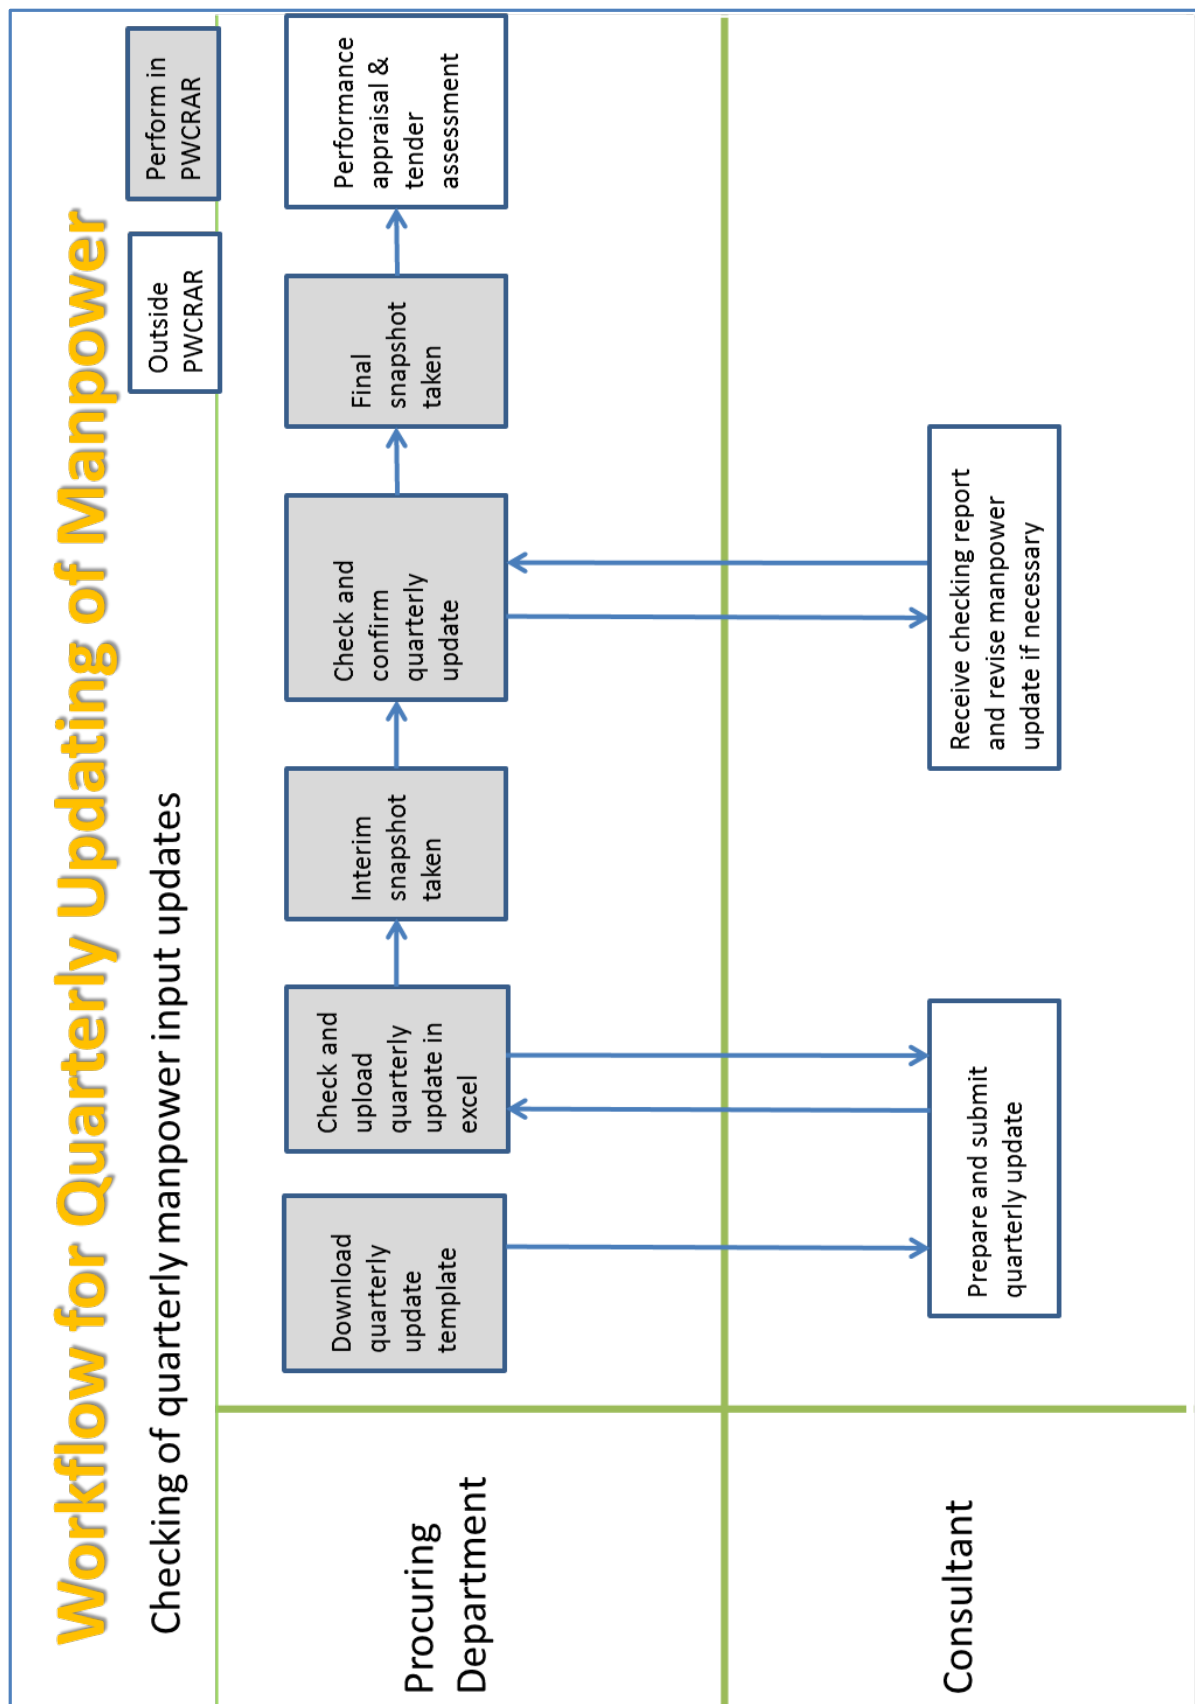 Workflow for Quarterly Updating of Manpower
Checking of quarterly manpower input updates
Outside
PWCRAR
Perform in
PWCRAR
Procuring
Department
Download
quarterly
update
template
Check and
upload
quarterly
update in
excel
Interim
snapshot
taken
Check and
confirm
quarterly
update
Final
snapshot
taken
Performance
appraisal &
tender
assessment
Consultant
Prepare and submit
quarterly update
Receive checking report
and revise manpower
update if necessary